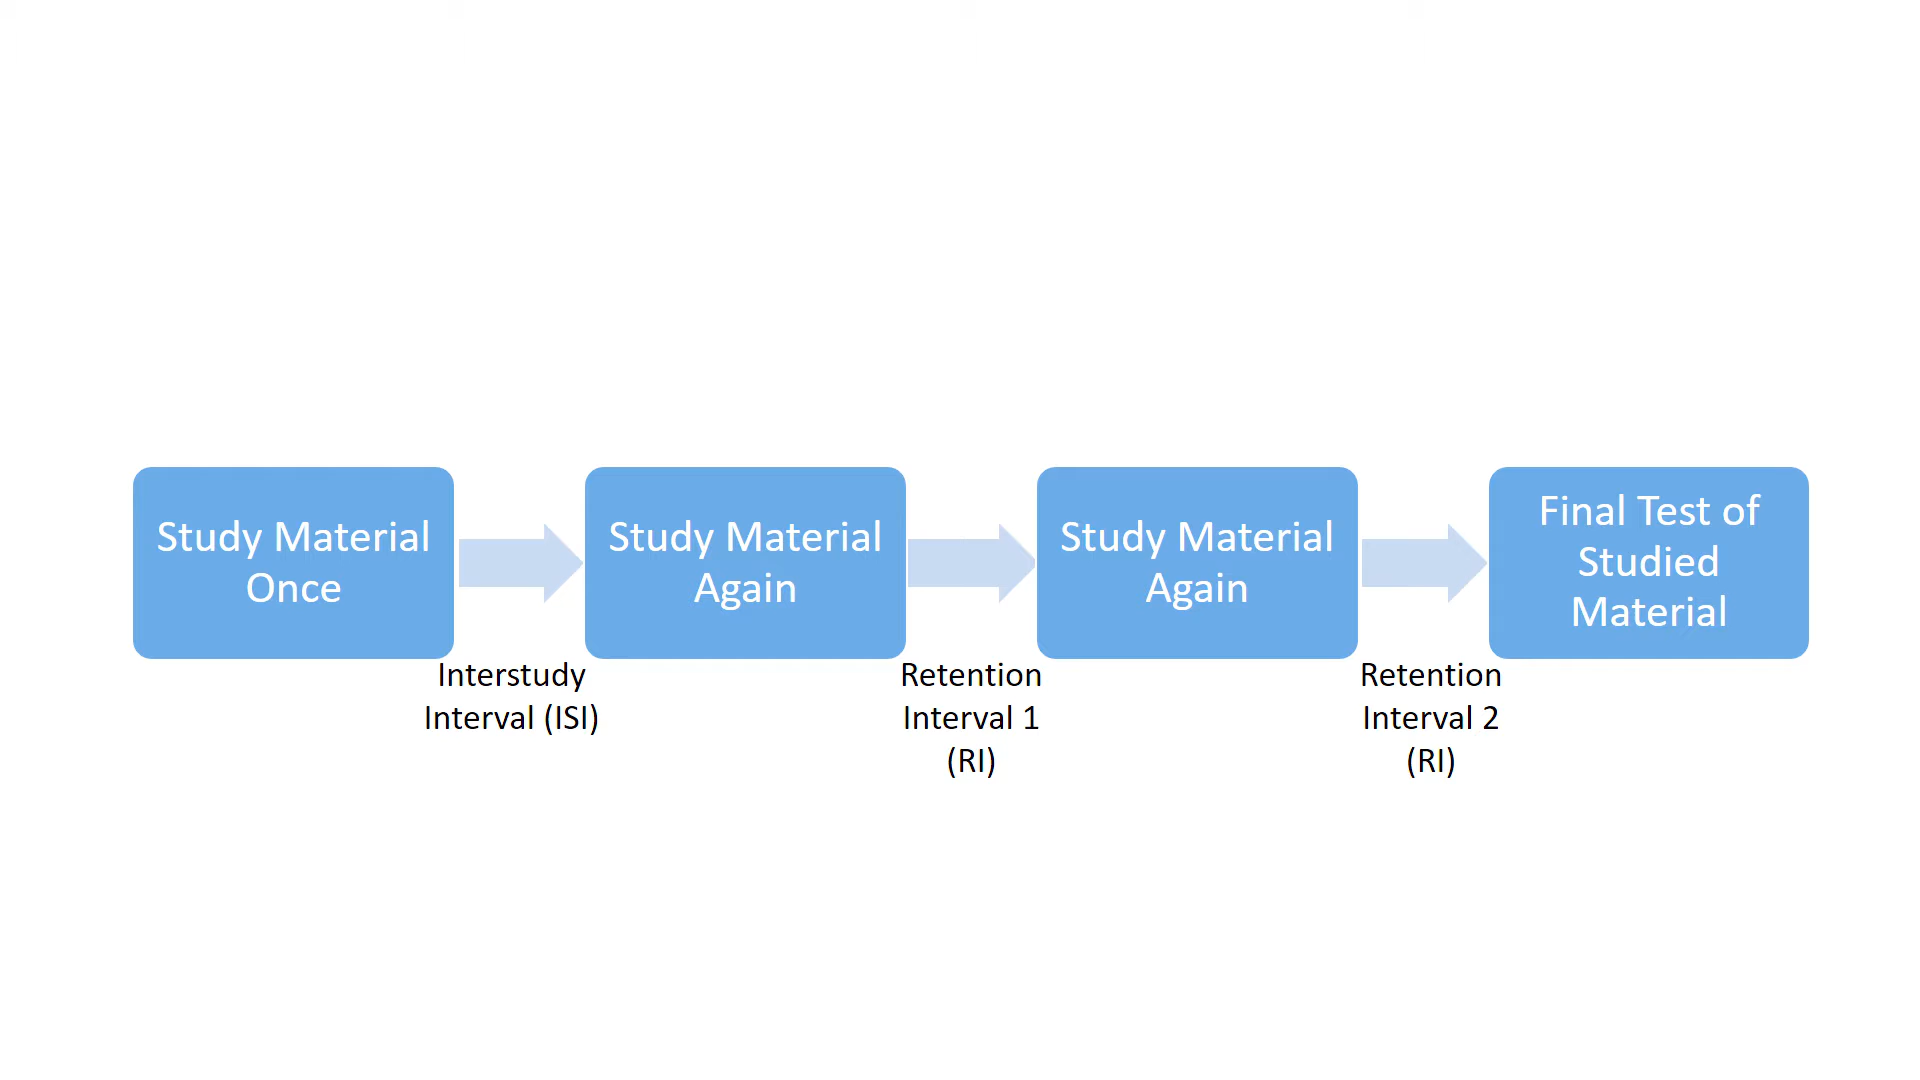 Study Material
Once
Study Material
Again
Study Material
Again
Final Test of
Studied
Material
Interstudy
Interval (ISI)
Retention
Interval 1
(RI)
Retention
Interval 2
(RI)